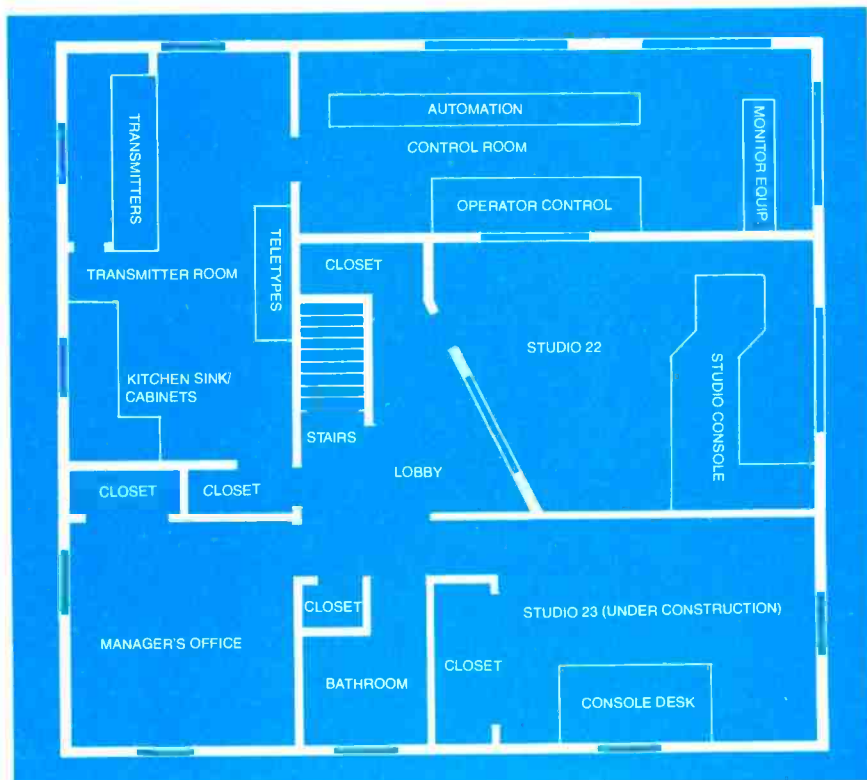 AUTOMATION
CONTROL ROOM
OPERATOR CONTROL
MONITOR EQUIP.
TRANSMITTERS
TRANSMITTER ROOM
TELETYPES
CLOSET
STUDIO 22
STUDIO CONSOLE
KITCHEN SINK/
CABINETS
STAIRS
LOBBY
CLOSET
CLOSET
MANAGER'S OFFICE
CLOSET
BATHROOM
CLOSET
STUDIO 23 (UNDER CONSTRUCTION)
CONSOLE DESK